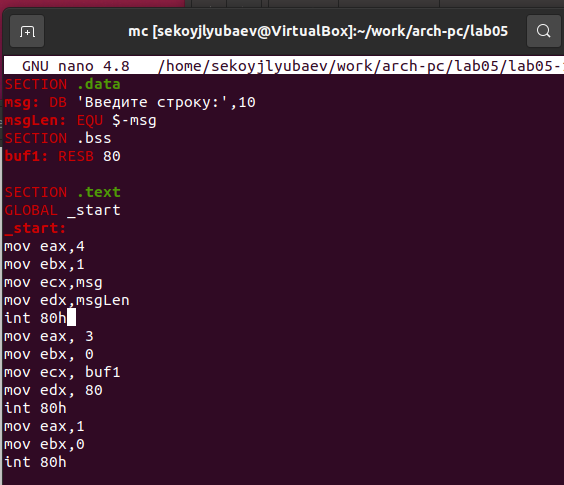 mc [sekoyjlyubaev@VirtualBox]:~/work/arch-pc/lab05
GNU nano 4.8 /home/sekoyjlyubaev/work/arch-pc/lab05/lab05-
SECTION .data
msg: DB 'Введите строку:',10
msgLen: EQU $-msg
SECTION .bss
buf1: RESB 80
SECTION .text
GLOBAL _start
_start:
mov eax,4
mov ebx,1
mov ecx,msg
mov edx,msgLen
int 80h
mov eax, 3
mov ebx, 0
mov ecx, buf1
mov edx, 80
int 80h
mov eax,1
mov ebx,0
int 80h